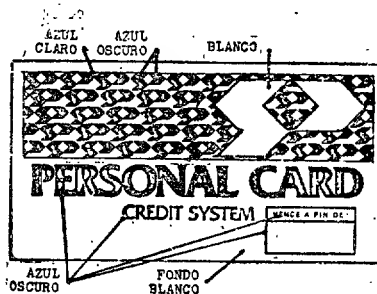 AZUL CLARO
AZUL OSCURO
BLANCO
PERSONAL CARD
CREDIT SYSTEM
VENCE A FIN DE:
AZUL OSCURO
FONDO BLANCO